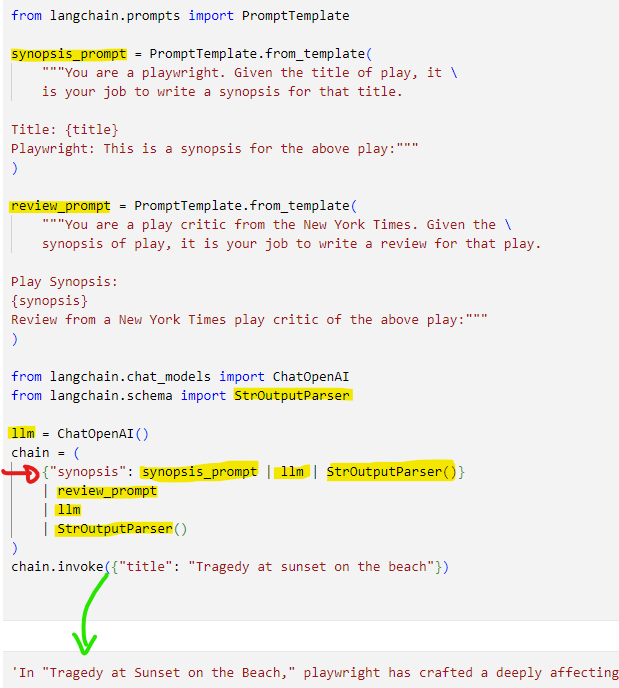 from langchain.prompts import PromptTemplate
synopsis_prompt = PromptTemplate.from_template(
"""You are a playwright. Given the title of play, it \
is your job to write a synopsis for that title.
Title: {title}
Playwright: This is a synopsis for the above play:"""
)
review_prompt = PromptTemplate.from_template(
"""You are a play critic from the New York Times. Given the \
synopsis of play, it is your job to write a review for that play.
Play Synopsis:
{synopsis}
Review from a New York Times play critic of the above play:"""
)
from langchain.chat_models import ChatOpenAI
from langchain.schema import StrOutputParser
llm = ChatOpenAI()
chain = (
{"synopsis": synopsis_prompt | llm | StrOutputParser()}
| review_prompt
| llm
| StrOutputParser()
)
chain.invoke({"title": "Tragedy at sunset on the beach"})
'In "Tragedy at Sunset on the Beach," playwright has crafted a deeply affecting